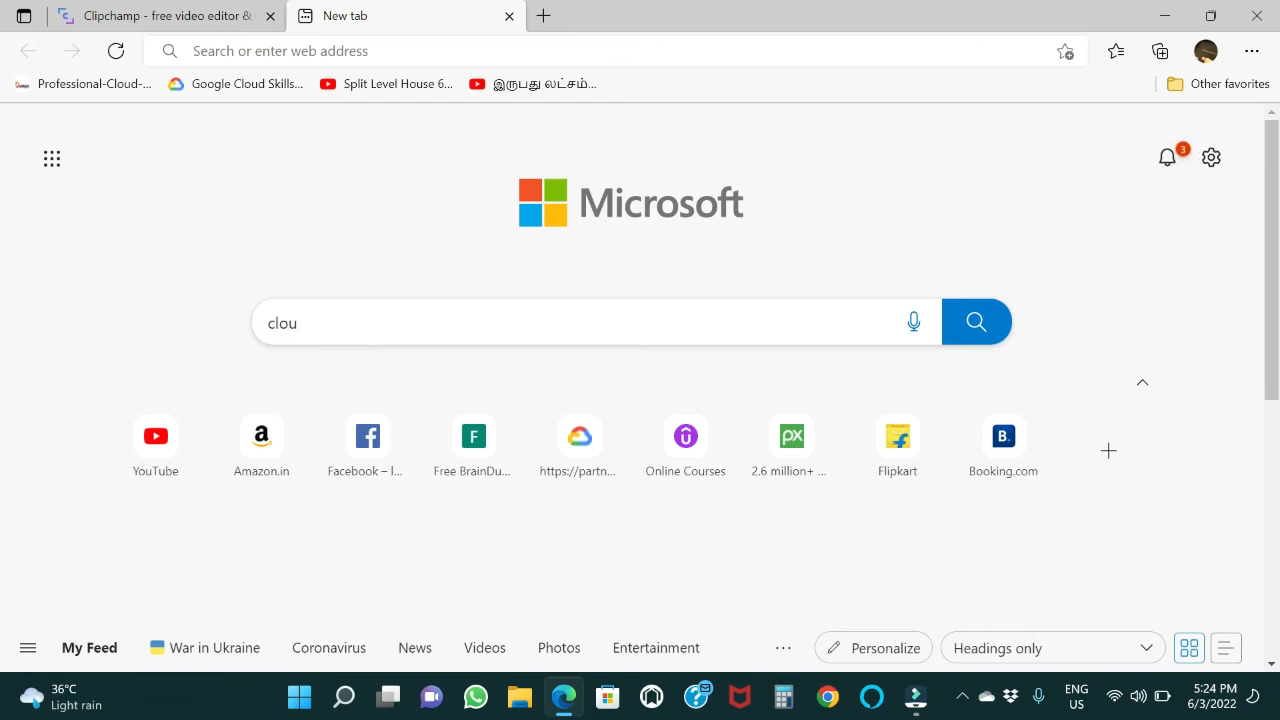 Clipchamp - free video editor &
New tab
Search or enter web address
Professional-Cloud-...
Google Cloud Skills...
Split Level House 6...
இருபது லட்சம்...
Other favorites
3
Microsoft
clou
YouTube
Amazon.in
Facebook – I...
Free BrainDu...
https://partn...
Online Courses
2.6 million+ ...
Flipkart
Booking.com
My Feed
War in Ukraine
Coronavirus
News
Videos
Photos
Entertainment
Personalize
Headings only
36°C
Light rain
ENG
US
5:24 PM
6/3/2022